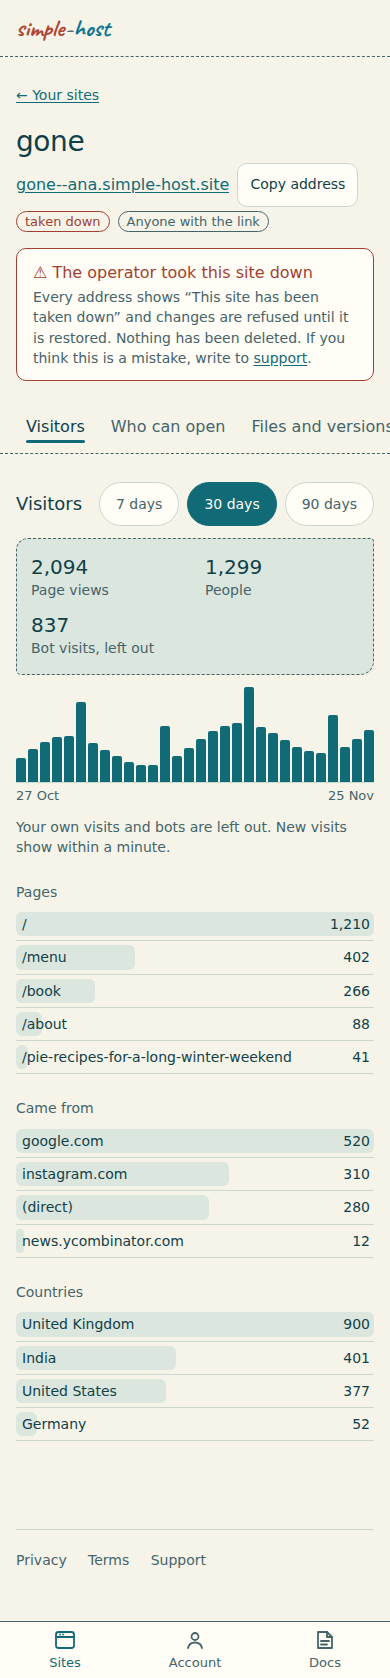 simple-host
← Your sites
gone
gone--ana.simple-host.site Copy address
taken down Anyone with the link
⚠ The operator took this site down
Every address shows “This site has been
taken down” and changes are refused until it
is restored. Nothing has been deleted. If you
think this is a mistake, write to support.
Visitors Who can open Files and versions
Visitors 7 days 30 days 90 days
2,094 1,299
Page views People
837
Bot visits, left out
27 Oct 25 Nov
Your own visits and bots are left out. New visits
show within a minute.
Pages
/ 1,210
/menu 402
/book 266
/about 88
/pie-recipes-for-a-long-winter-weekend 41
Came from
google.com 520
instagram.com 310
(direct) 280
news.ycombinator.com 12
Countries
United Kingdom 900
India 401
United States 377
Germany 52
Privacy Terms Support
Sites Account Docs